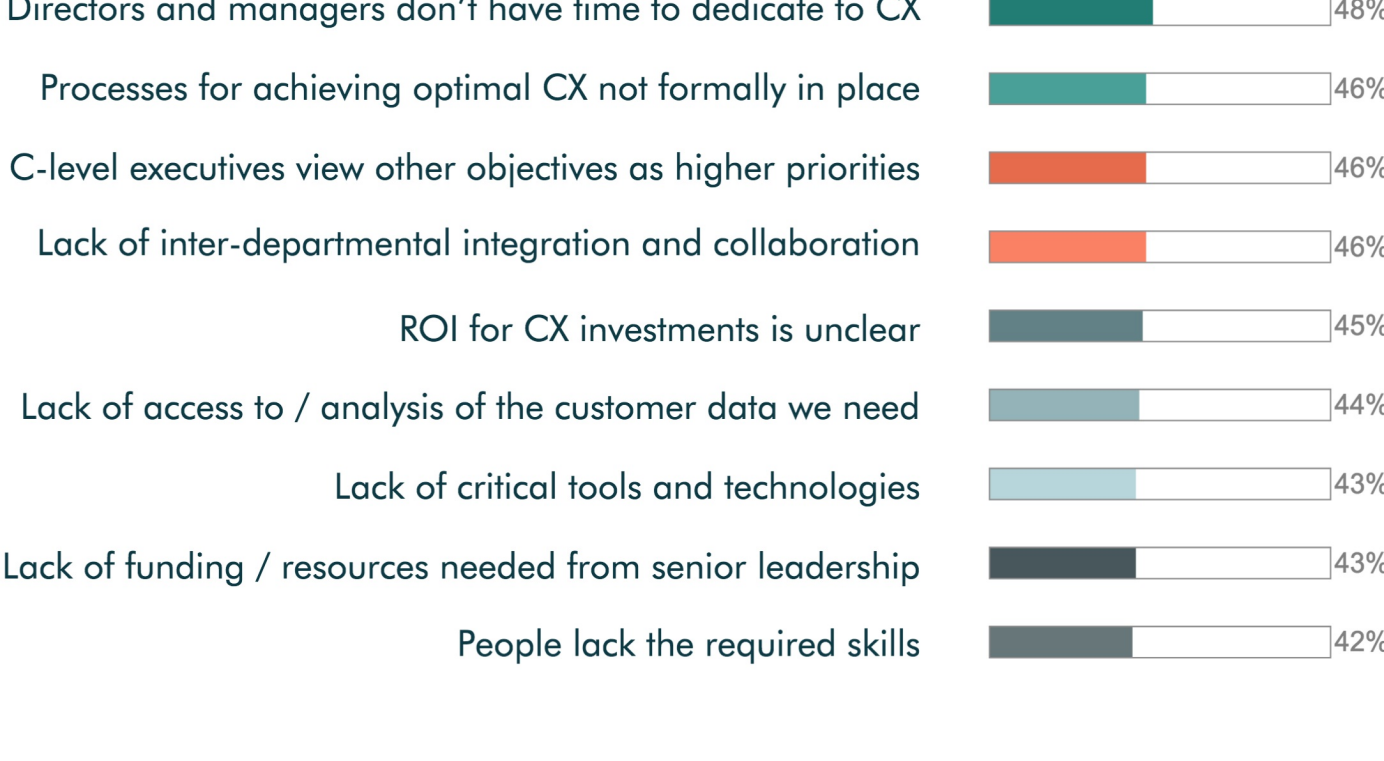 Directors and managers don't have time to dedicate to CX 48%
Processes for achieving optimal CX not formally in place 46%
C-level executives view other objectives as higher priorities 46%
Lack of inter-departmental integration and collaboration 46%
ROI for CX investments is unclear 45%
Lack of access to / analysis of the customer data we need 44%
Lack of critical tools and technologies 43%
Lack of funding / resources needed from senior leadership 43%
People lack the required skills 42%